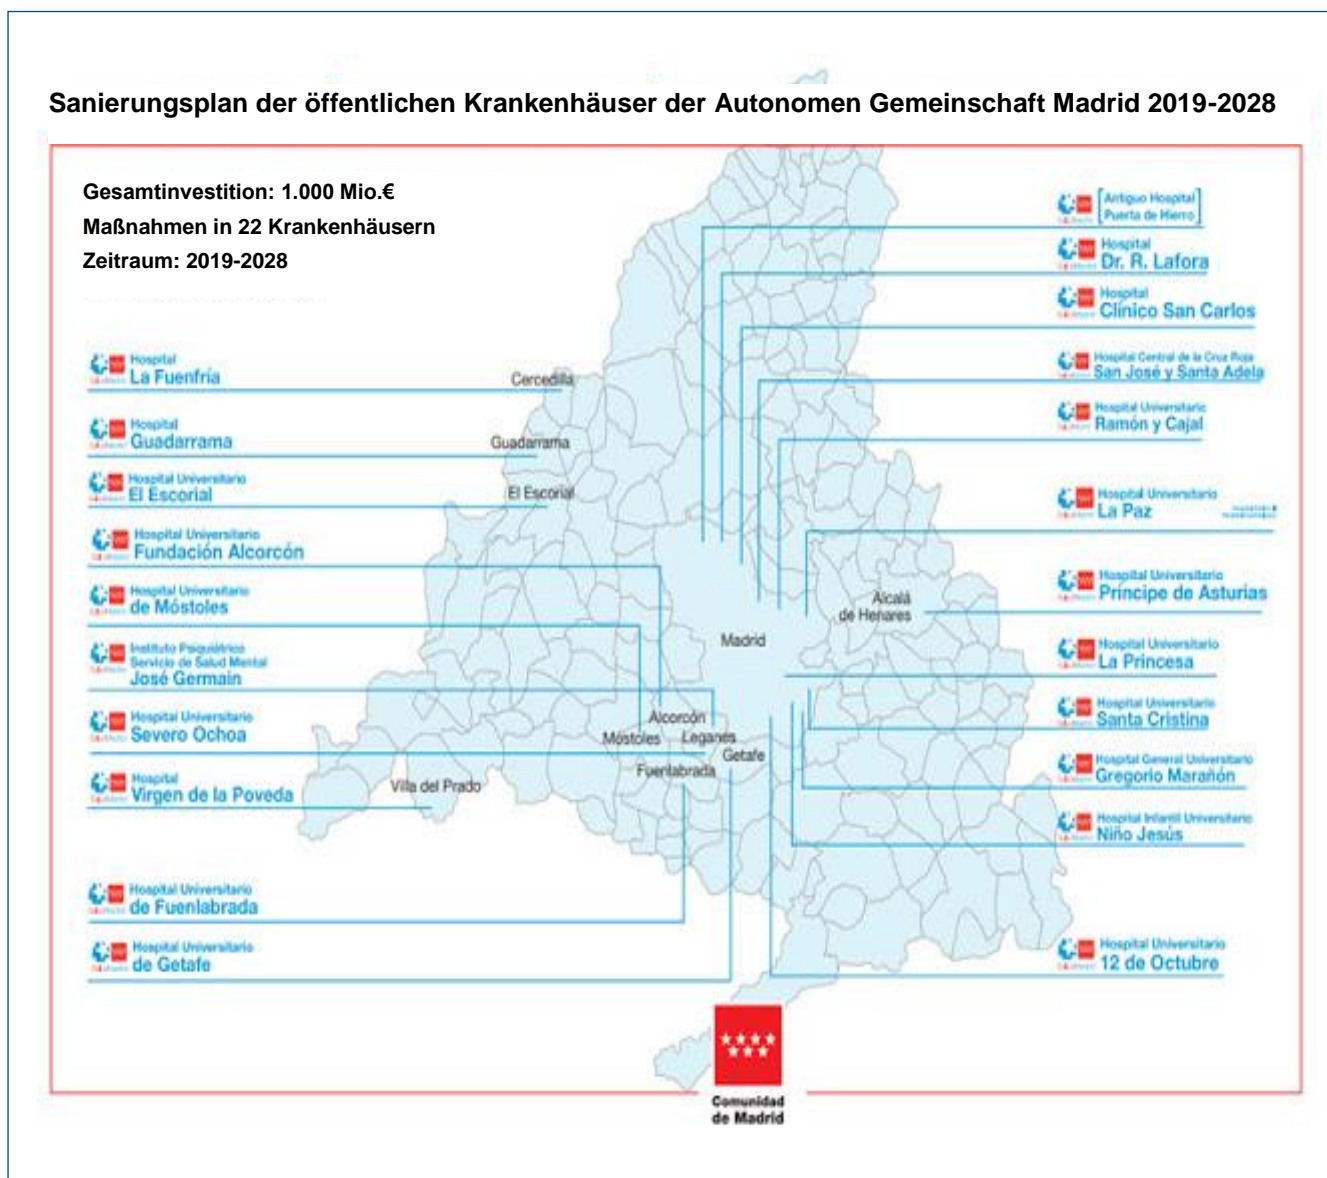 Sanierungsplan der öffentlichen Krankenhäuser der Autonomen Gemeinschaft Madrid 2019-2028
Gesamtinvestition: 1.000 Mio.€
Maßnahmen in 22 Krankenhäusern
Zeitraum: 2019-2028
Hospital
La Fuenfría
Hospital
Guadarrama
Hospital Universitario
El Escorial
Hospital Universitario
Fundación Alcorcón
Hospital Universitario
de Móstoles
Instituto Psiquiátrico
Servicio de Salud Mental
José Germain
Hospital Universitario
Severo Ochoa
Hospital
Virgen de la Poveda
Hospital Universitario
de Fuenlabrada
Hospital Universitario
de Getafe
Cercedilla
Guadarrama
El Escorial
Alcalá
de Henares
Madrid
Alcorcón
Móstoles
Leganés
Getafe
Fuenlabrada
Villa del Prado
[Antiguo Hospital
Puerta de Hierro]
Hospital
Dr. R. Lafora
Hospital
Clínico San Carlos
Hospital Central de la Cruz Roja
San José y Santa Adela
Hospital Universitario
Ramón y Cajal
Hospital Universitario
La Paz
Hospital Universitario
Príncipe de Asturias
Hospital Universitario
La Princesa
Hospital Universitario
Santa Cristina
Hospital General Universitario
Gregorio Marañón
Hospital Infantil Universitario
Niño Jesús
Hospital Universitario
12 de Octubre
Comunidad
de Madrid